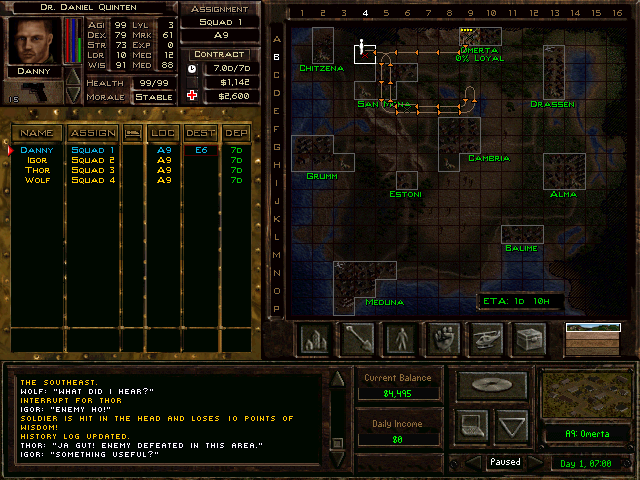 Dr. Daniel Quinten
AGI 99 LYL 3
DEX 79 MRK 61
STR 73 EXP 0
LDR 10 MEC 12
WIS 91 MED 88
Danny
15
Health 99/99
Morale Stable
Assignment
Squad 1
A9
Contract
7.0D/7D
$1,142
$2,600
Name Assign Loc Dest Dep
Danny Squad 1 A9 E6 7D
Igor Squad 2 A9 7D
Thor Squad 3 A9 7D
Wolf Squad 4 A9 7D
1 2 3 4 5 6 7 8 9 10 11 12 13 14 15 16
A
B
C
D
E
F
G
H
I
J
K
L
M
N
O
P
Omerta
0% Loyal
Chitzena
San Mona
Drassen
Cambria
Grumm
Estoni
Alma
Balime
Meduna
ETA: 1D 10H
the southeast.
Wolf: "What did I hear?"
Interrupt for Thor
Igor: "Enemy ho!"
Soldier is hit in the head and loses 10 points of
wisdom!
History log updated.
Thor: "Ja gut! Enemy defeated in this area."
Igor: "Something useful?"
Current Balance
$4,495
Daily Income
$0
A9: Omerta
Paused
Day 1, 07:00